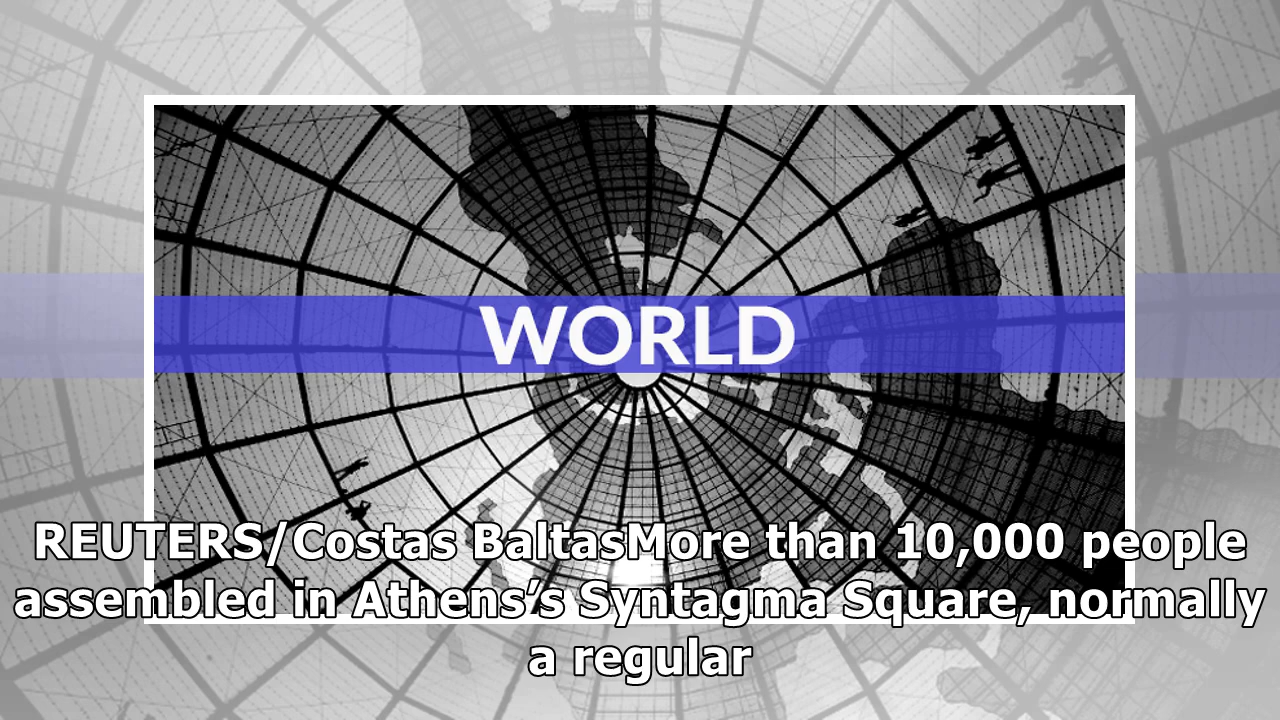 WORLD
REUTERS/Costas BaltasMore than 10,000 people
assembled in Athens’s Syntagma Square, normally
a regular